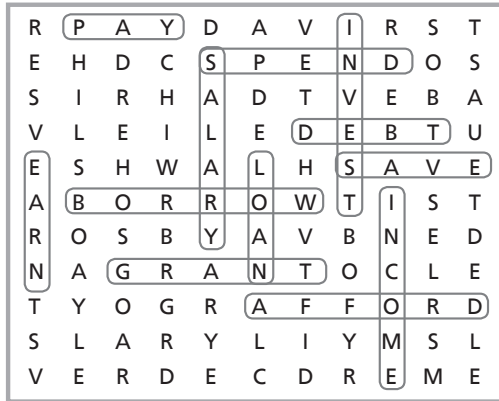 R P A Y D A V I R S T
E H D C S P E N D O S
S I R H A D T V E B A
V L E I L E D E B T U
E S H W A L H S A V E
A B O R R O W T I S T
R O S B Y A V B N E D
N A G R A N T O C L E
T Y O G R A F F O R D
S L A R Y L I Y M S L
V E R D E C D R E M E